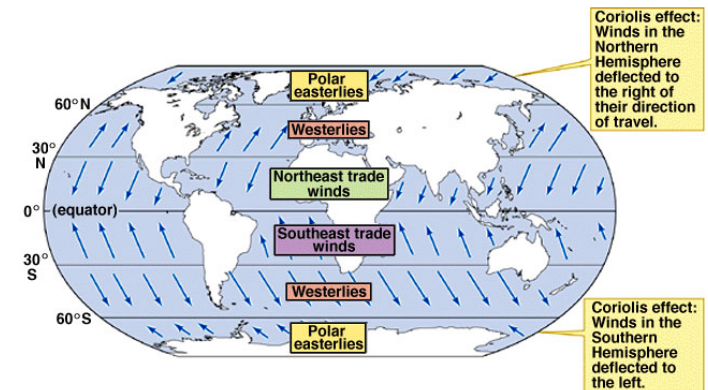 Coriolis effect:
Winds in the
Northern
Hemisphere
deflected to
the right of
their direction
of travel.
Polar
easterlies
60°N
Westerlies
30°
N
Northeast trade
winds
0° (equator)
Southeast trade
winds
30°
S
Westerlies
60°S
Polar
easterlies
Coriolis effect:
Winds in the
Southern
Hemisphere
deflected to
the left.